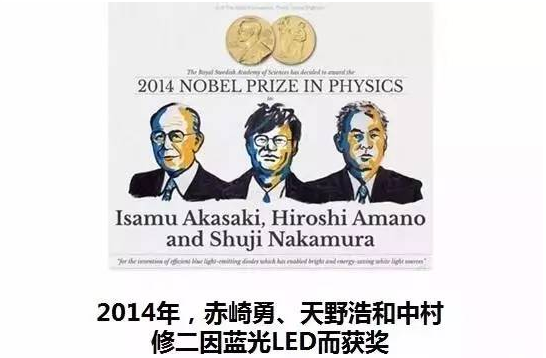 The Royal Swedish Academy of Sciences has decided to award the
2014 NOBEL PRIZE IN PHYSICS
to
Isamu Akasaki, Hiroshi Amano
and Shuji Nakamura
"for the invention of efficient blue light-emitting diodes which has enabled bright and energy-saving white light sources"
2014年，赤崎勇、天野浩和中村
修二因蓝光LED而获奖